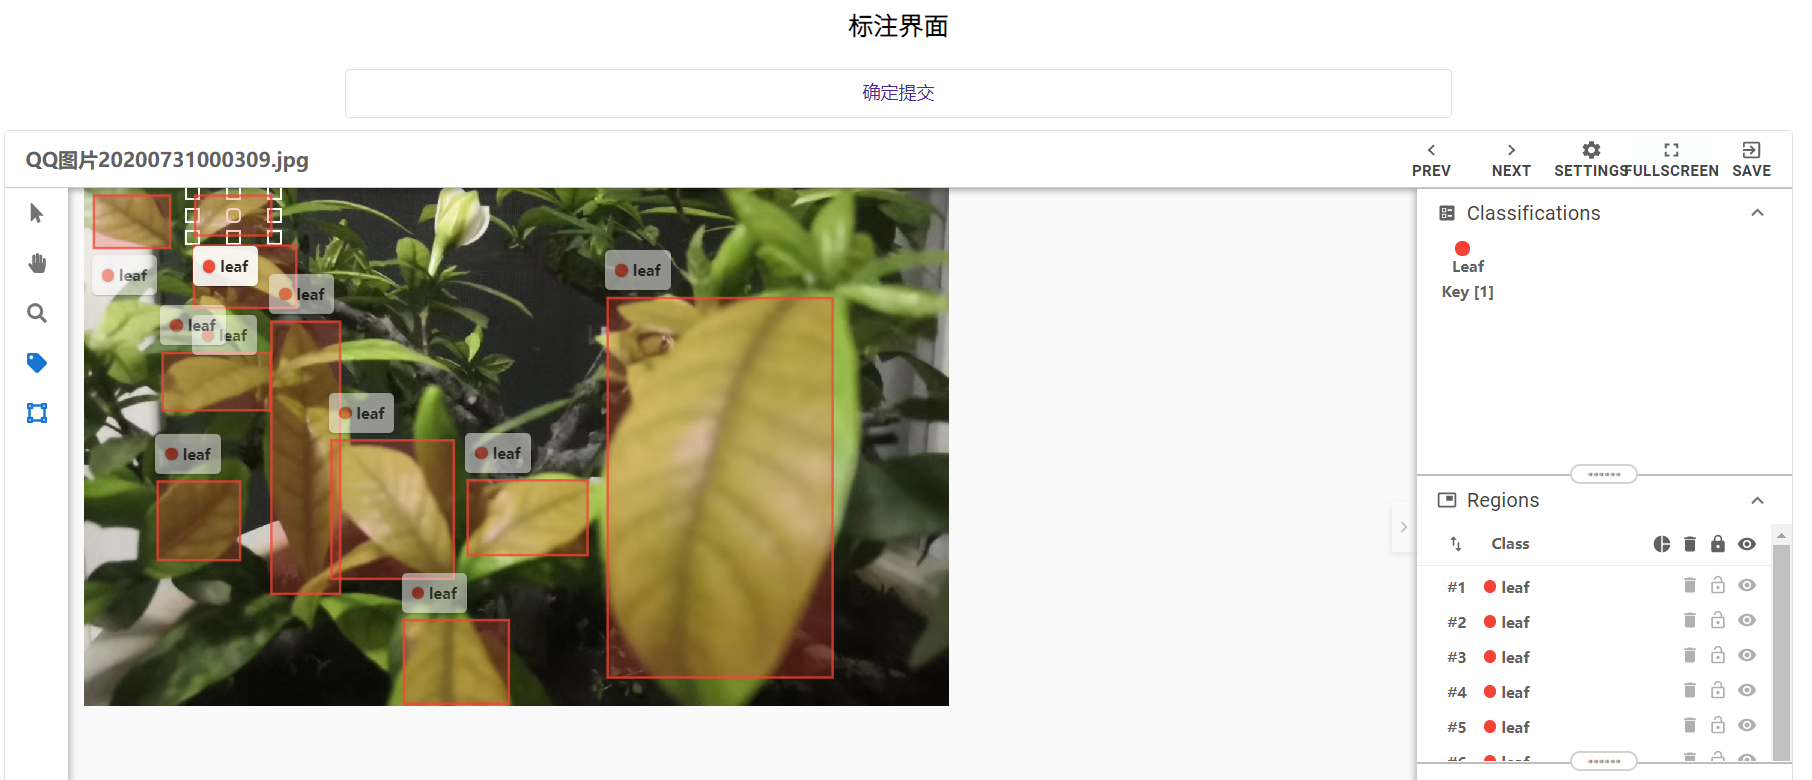 标注界面
确定提交
QQ图片20200731000309.jpg
PREV
NEXT
SETTINGS
FULLSCREEN
SAVE
leaf
leaf
leaf
leaf
leaf
leaf
leaf
leaf
leaf
leaf
Classifications
Leaf
Key [1]
Regions
Class
#1 leaf
#2 leaf
#3 leaf
#4 leaf
#5 leaf
#6 leaf